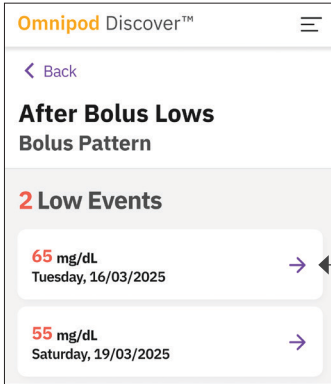 Omnipod Discover™
Back
After Bolus Lows
Bolus Pattern
2 Low Events
65 mg/dL
Tuesday, 16/03/2025
55 mg/dL
Saturday, 19/03/2025